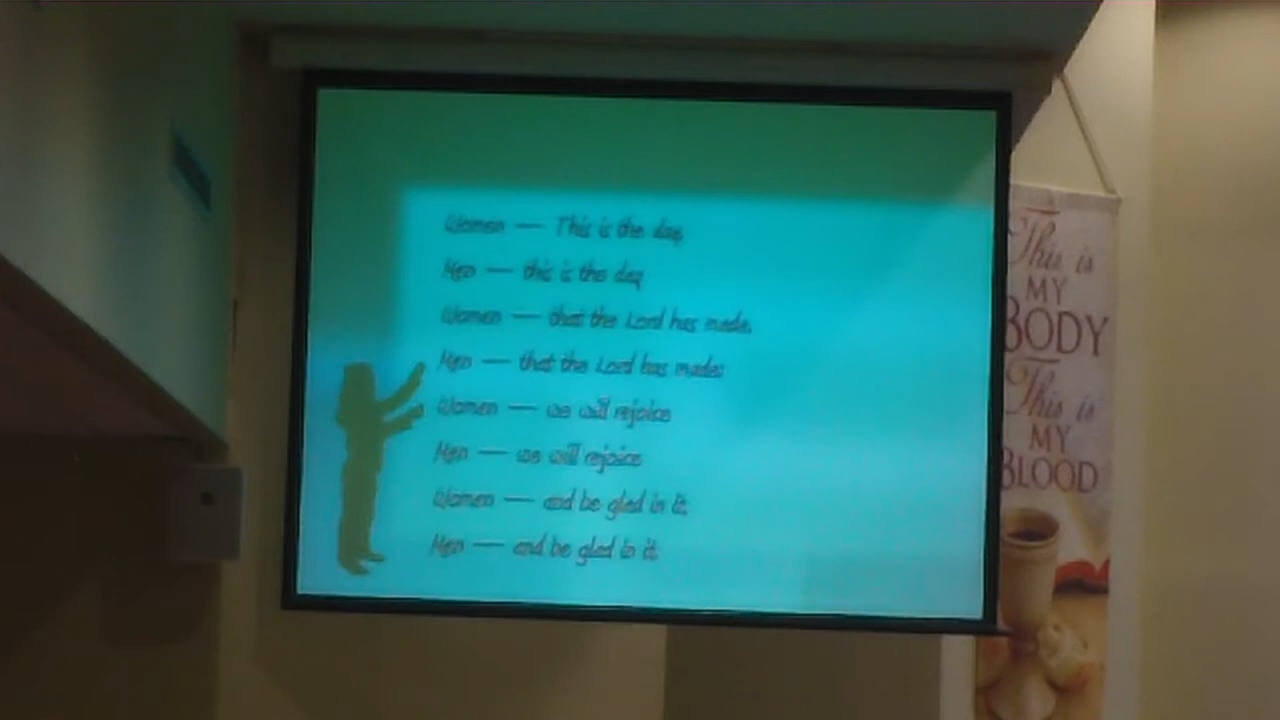 Women — This is the day,
Men — this is the day
Women — that the Lord has made.
Men — that the Lord has made;
Women — we will rejoice
Men — we will rejoice
Women — and be glad in it,
Men — and be glad in it.
This is
MY
BODY
This is
MY
BLOOD